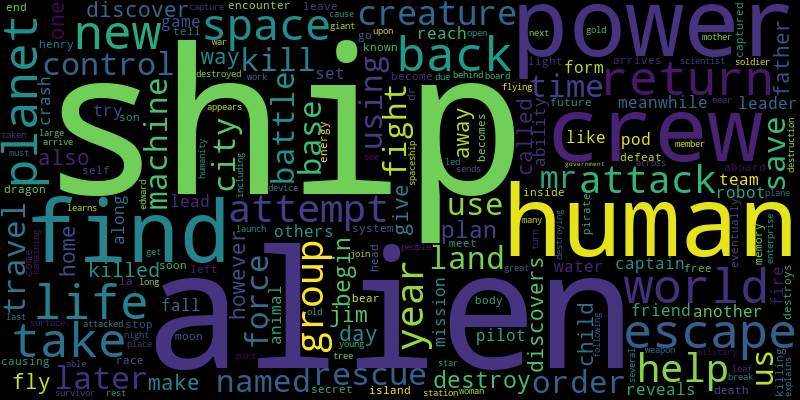 end discover game encounter capture cause giant creature one new space go upon known reach open next gold power mother captured
tell war destroyed leave henry control way kill back arrives light scientist soldier father
planet crash ship set work appears become due behind board flying return
try son machine city battle base using fight away called time form meanwhile leader
taken large arrive must also self humanity including energy dr see spaceship becomes led sends ability future crew like pod defeat member save destruction
dragon learns edward device government across aboard near
travel find lead attempt give use mr attack team robot plane
home along others launch system plan inside human many pirate destroying
come remaining killed however get soon left head people meet turn water captain free eventually memory enterprise
life la long force group begin join year land mission great discovers world fire destroys
last surface attacked stop night place fall moon animal bear old jim day body pilot friend another
take causing able race alien young tree star child following escape
fly later make named rescue part secret island station woman destroy order help reveals several weapon military leaf break death us killing explains
survivor rest